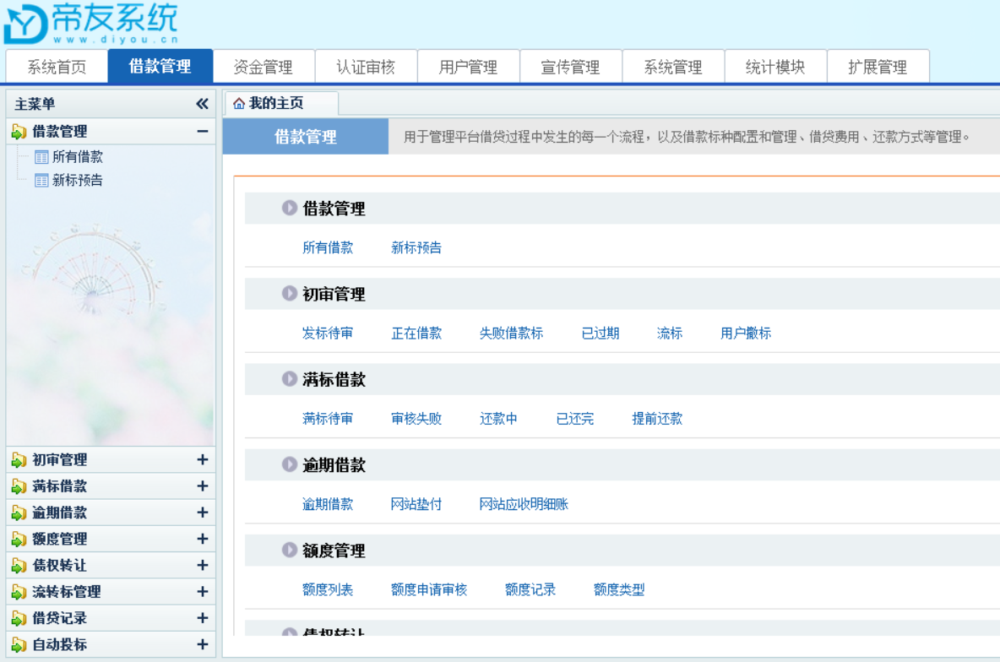 帝友系统
www.diyou.cn
系统首页 借款管理 资金管理 认证审核 用户管理 宣传管理 系统管理 统计模块 扩展管理
主菜单
借款管理
所有借款
新标预告
初审管理
满标借款
逾期借款
额度管理
债权转让
流转标管理
借贷记录
自动投标
我的主页
借款管理 用于管理平台借贷过程中发生的每一个流程，以及借款标种配置和管理、借贷费用、还款方式等管理。
借款管理
所有借款 新标预告
初审管理
发标待审 正在借款 失败借款标 已过期 流标 用户撤标
满标借款
满标待审 审核失败 还款中 已还完 提前还款
逾期借款
逾期借款 网站垫付 网站应收明细账
额度管理
额度列表 额度申请审核 额度记录 额度类型
债权转让